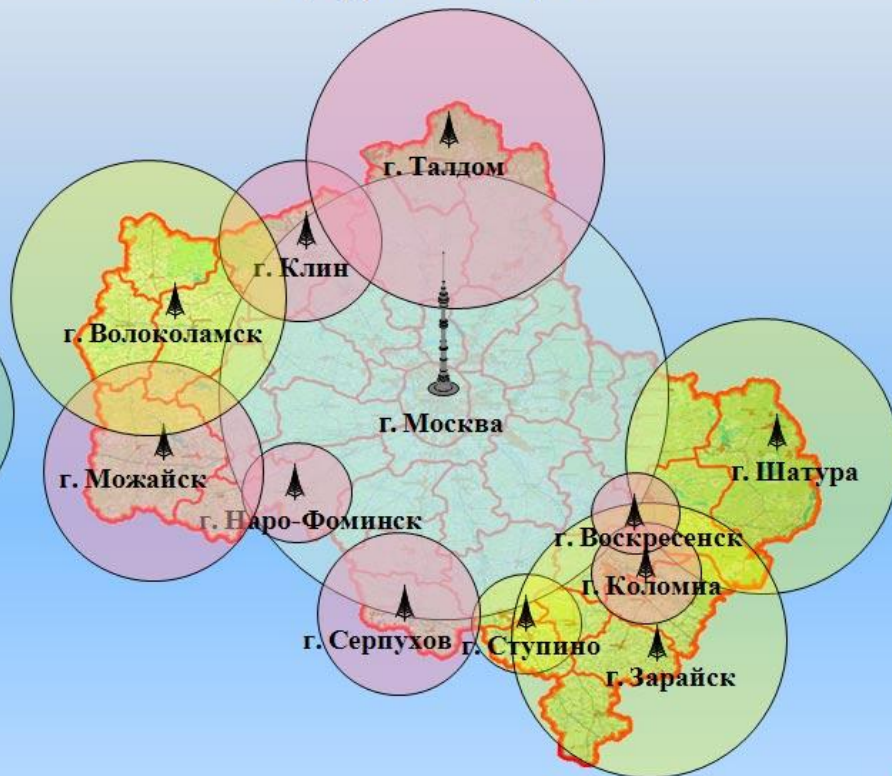 г. Талдом
г. Клин
г. Волоколамск
г. Москва
г. Шатура
г. Можайск
г. Наро-Фоминск
г. Воскресенск
г. Коломна
г. Серпухов
г. Ступино
г. Зарайск